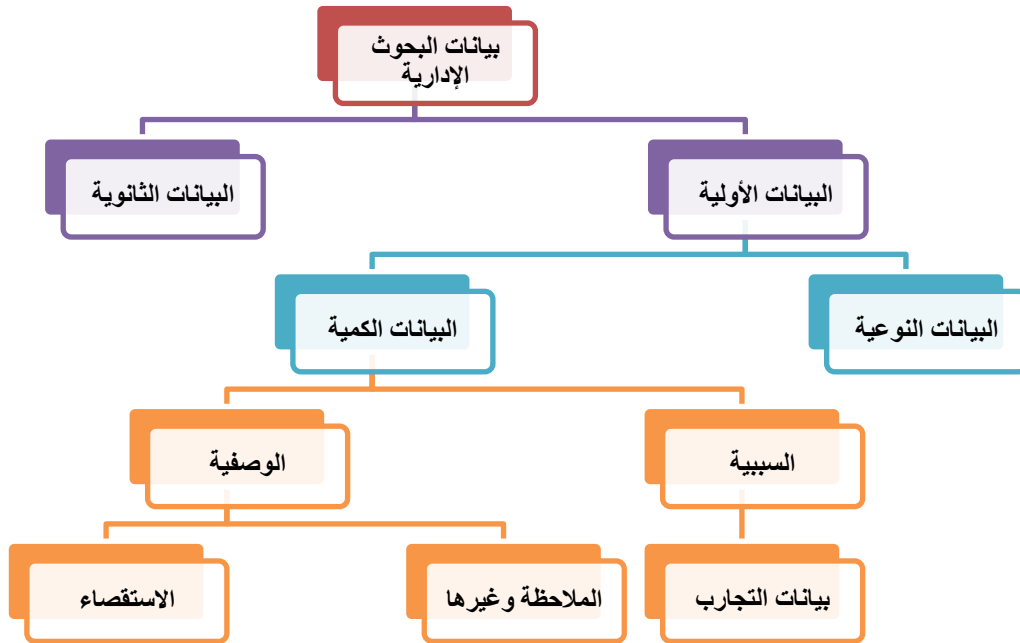 بيانات البحوث
الإدارية
البيانات الأولية
البيانات الثانوية
البيانات النوعية
البيانات الكمية
السببية
الوصفية
بيانات التجارب
الملاحظة وغيرها
الاستقصاء